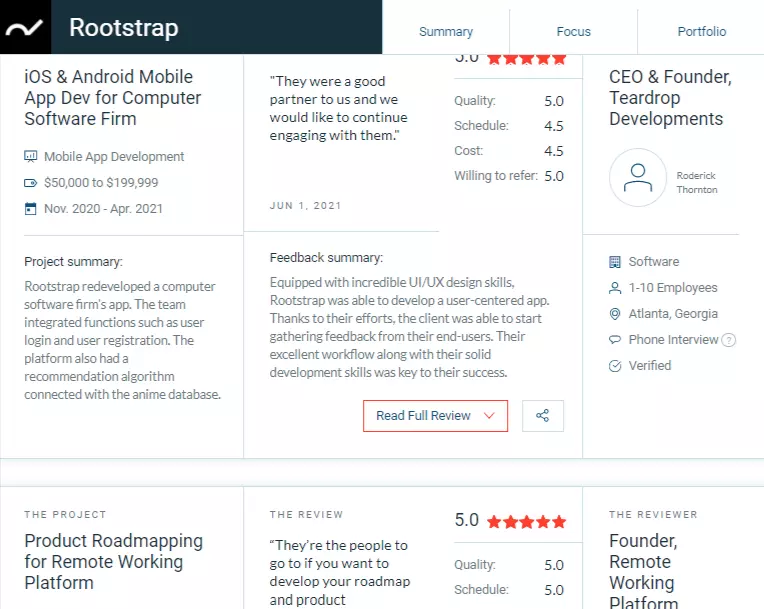 Rootstrap
Summary
Focus
Portfolio
iOS & Android Mobile
App Dev for Computer
Software Firm
Mobile App Development
$50,000 to $199,999
Nov. 2020 - Apr. 2021
Project summary:
Rootstrap redeveloped a computer
software firm's app. The team
integrated functions such as user
login and user registration. The
platform also had a
recommendation algorithm
connected with the anime database.
"They were a good
partner to us and we
would like to continue
engaging with them."
JUN 1, 2021
5.0
Quality: 5.0
Schedule: 4.5
Cost: 4.5
Willing to refer: 5.0
Feedback summary:
Equipped with incredible UI/UX design skills,
Rootstrap was able to develop a user-centered app.
Thanks to their efforts, the client was able to start
gathering feedback from their end-users. Their
excellent workflow along with their solid
development skills was key to their success.
Read Full Review
CEO & Founder,
Teardrop
Developments
Roderick
Thornton
Software
1-10 Employees
Atlanta, Georgia
Phone Interview ?
Verified
THE PROJECT
Product Roadmapping
for Remote Working
Platform
THE REVIEW
“They're the people to
go to if you want to
develop your roadmap
and product
5.0
Quality: 5.0
Schedule: 5.0
THE REVIEWER
Founder,
Remote
Working
Platform